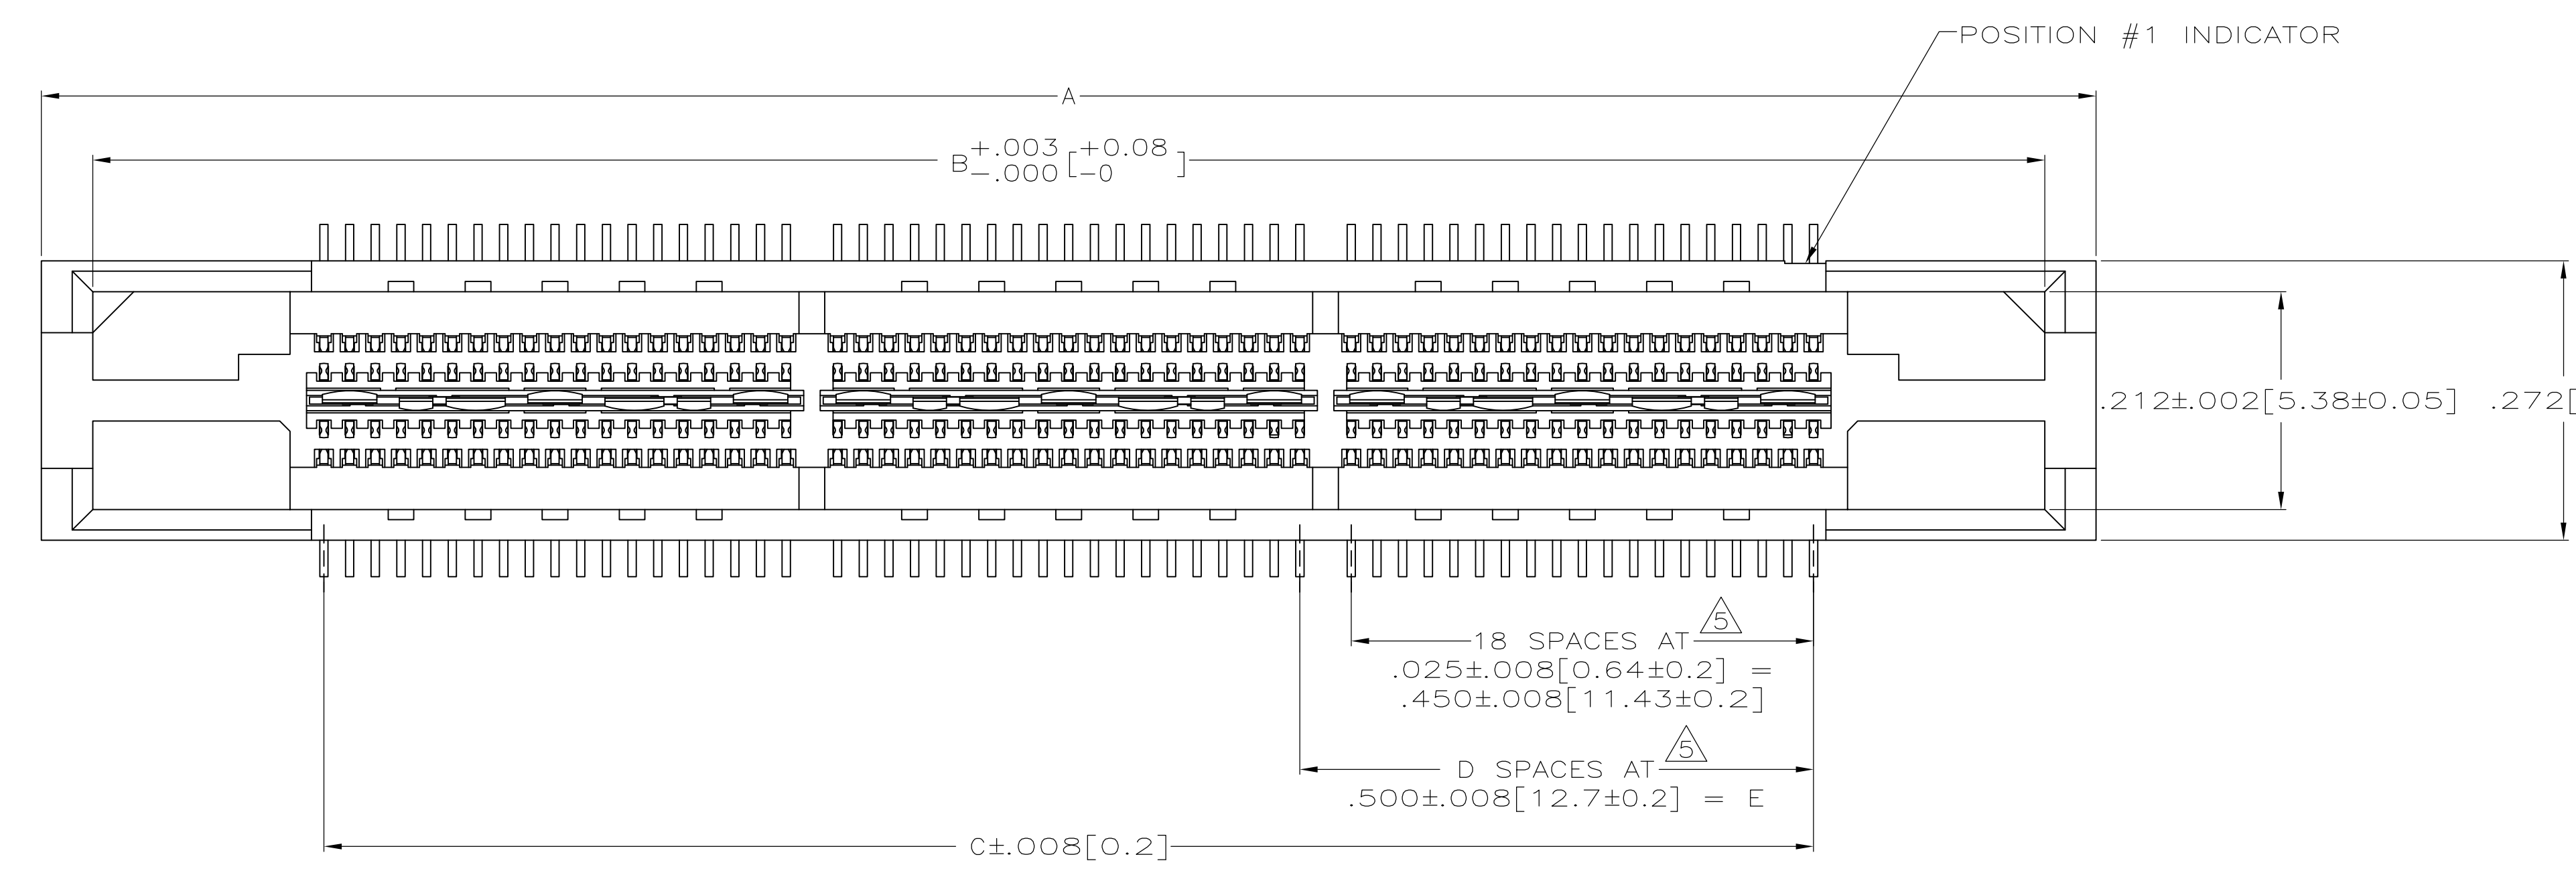 POSITION #1 INDICATOR
A
B+.003[+0.08]
-.000[-0
.212±.002[5.38±0.05] .272[
5
18 SPACES AT
.025±.008[0.64±0.2] =
.450±.008[11.43±0.2]
5
D SPACES AT
.500±.008[12.7±0.2] = E
C±.008[0.2]